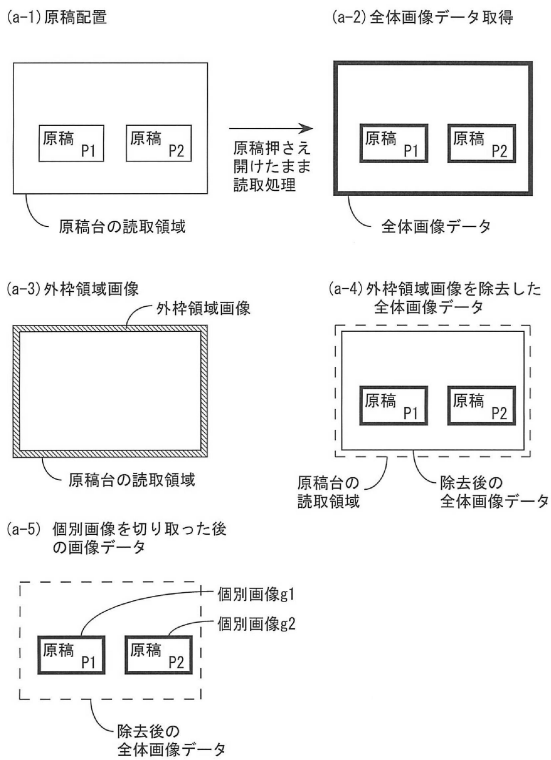 (a-1)原稿配置
原稿
P1
原稿
P2
原稿台の読取領域
原稿押さえ
開けたまま
読取処理
(a-2)全体画像データ取得
原稿
P1
原稿
P2
全体画像データ
(a-3)外枠領域画像
外枠領域画像
原稿台の読取領域
(a-4)外枠領域画像を除去した
全体画像データ
原稿
P1
原稿
P2
原稿台の
読取領域
除去後の
全体画像データ
(a-5) 個別画像を切り取った後
の画像データ
原稿
P1
原稿
P2
個別画像g1
個別画像g2
除去後の
全体画像データ